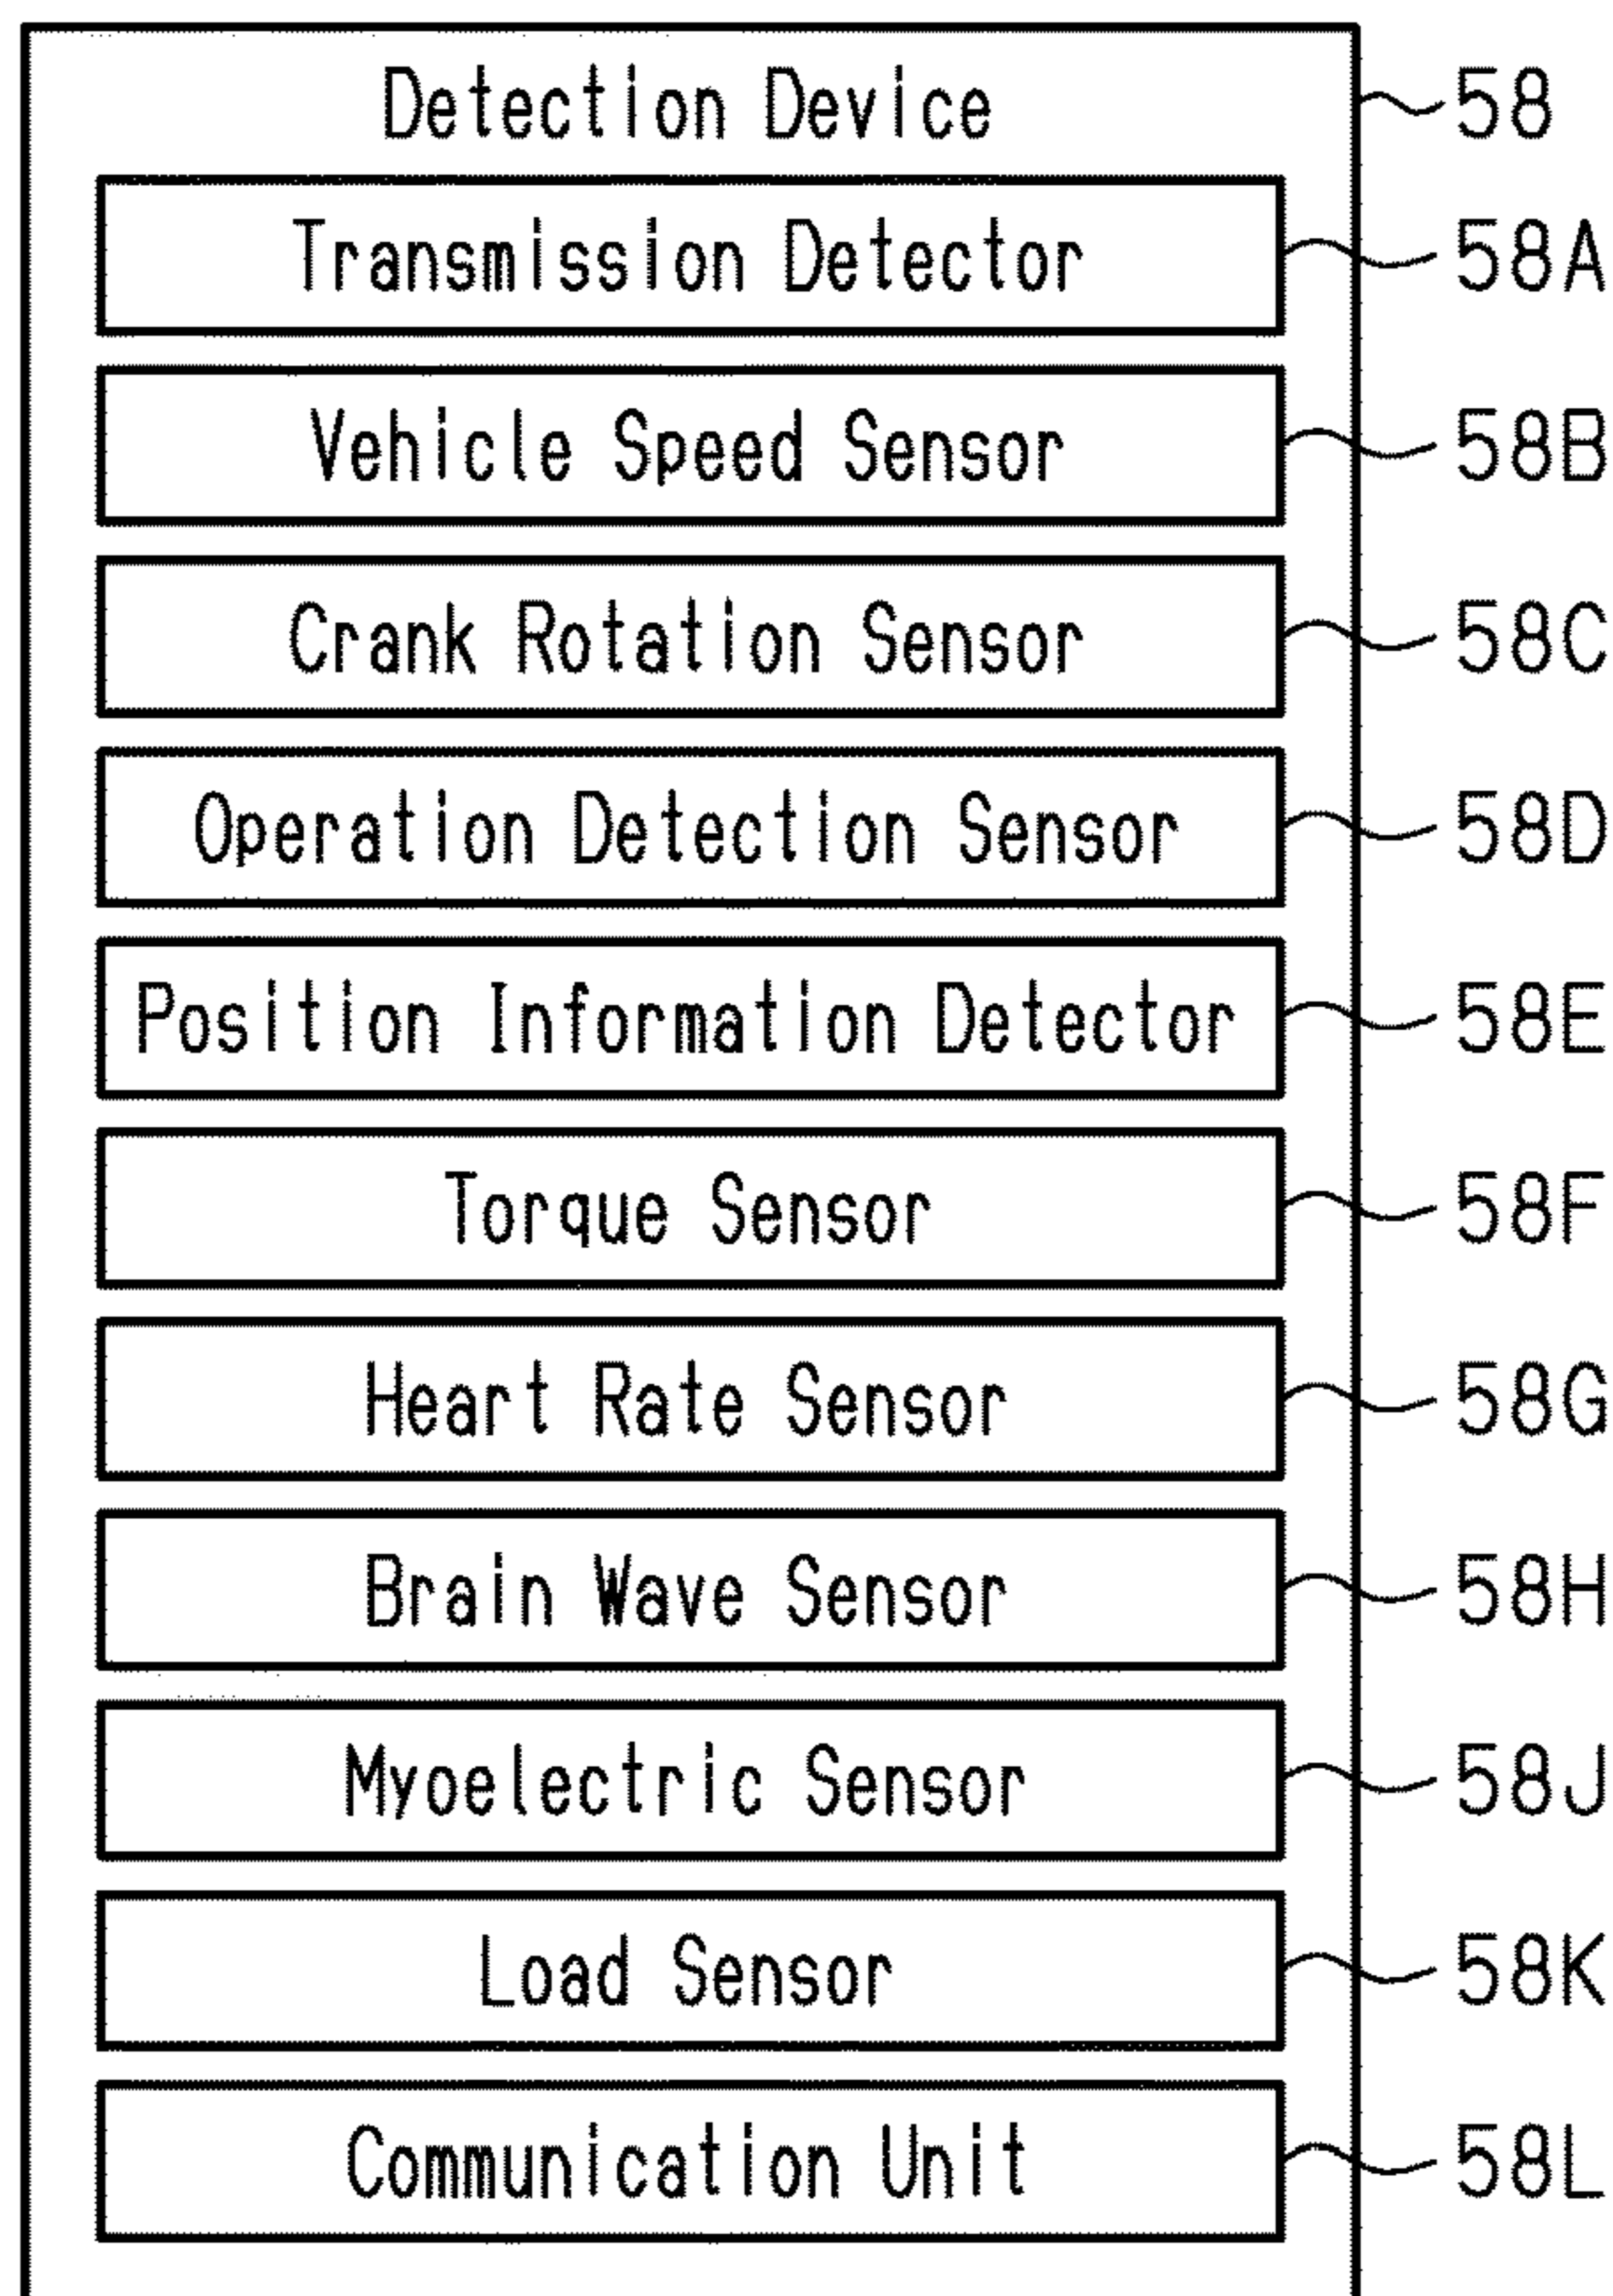 Detection Device 58
Transmission Detector 58A
Vehicle Speed Sensor 58B
Crank Rotation Sensor 58C
Operation Detection Sensor 58D
Position Information Detector 58E
Torque Sensor 58F
Heart Rate Sensor 58G
Brain Wave Sensor 58H
Myoelectric Sensor 58J
Load Sensor 58K
Communication Unit 58L